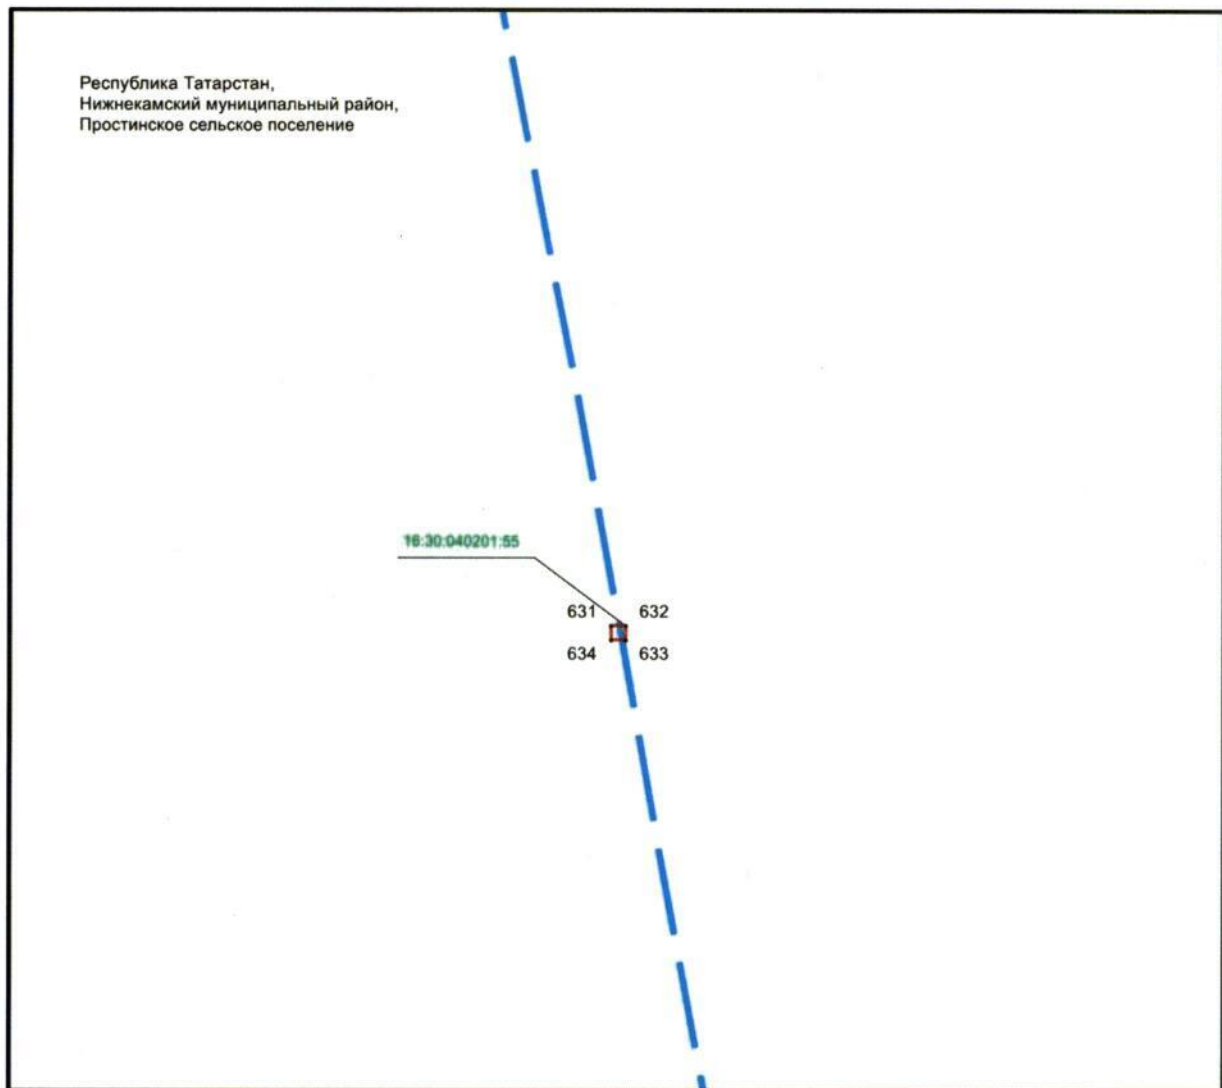 Республика Татарстан,
Нижнекамский муниципальный район,
Простинское сельское поселение
16:30:040201:55
631 632
634 633